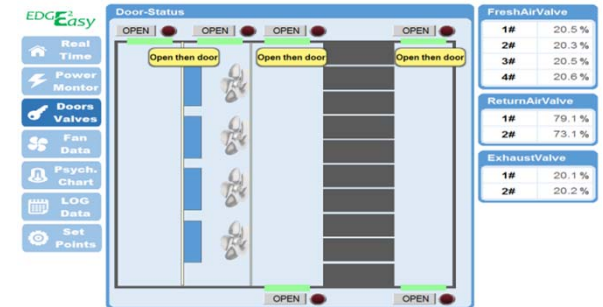 EDGE2Easy
Door-Status
OPEN OPEN OPEN OPEN
Open then door Open then door Open then door
OPEN OPEN
Real Time
Power Montor
Doors Valves
Fan Data
Psych. Chart
LOG Data
Set Points
FreshAirValve
1# 20.5 %
2# 20.3 %
3# 20.5 %
4# 20.6 %
ReturnAirValve
1# 79.1 %
2# 73.1 %
ExhaustValve
1# 20.1 %
2# 20.2 %